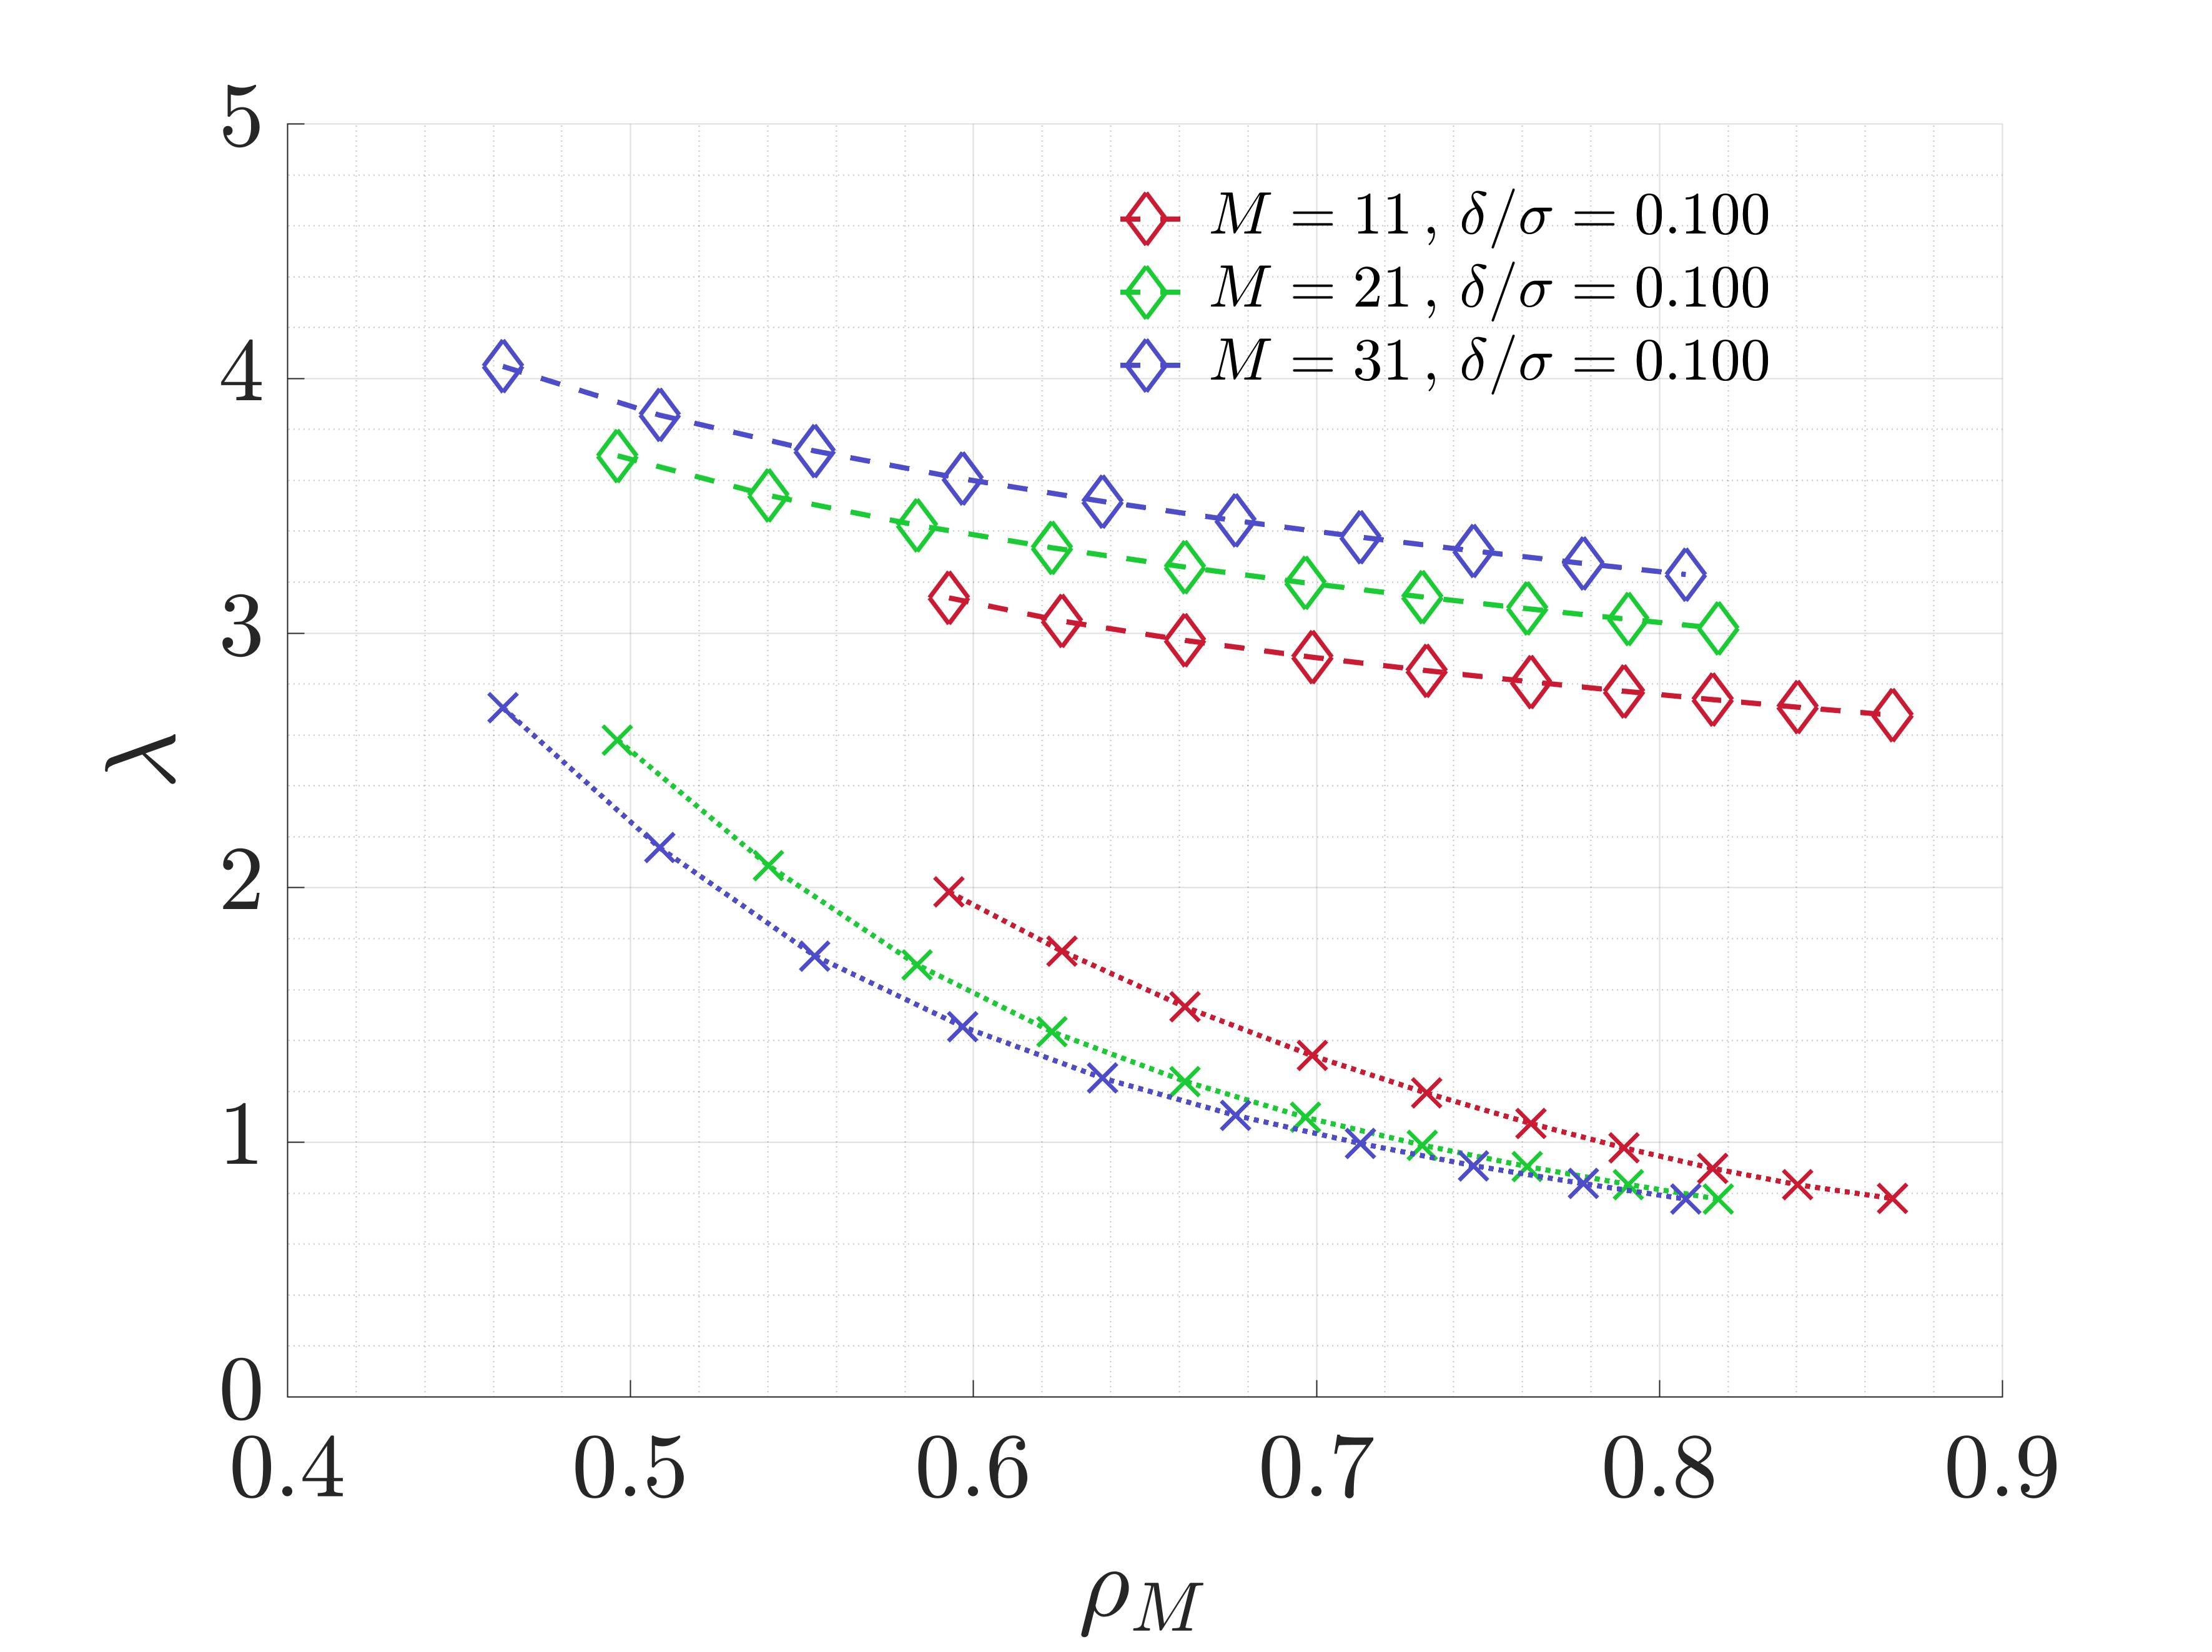 5
4
3
2
1
0
λ
M = 11 , δ/σ = 0.100
M = 21 , δ/σ = 0.100
M = 31 , δ/σ = 0.100
0.4 0.5 0.6 0.7 0.8 0.9
ρM